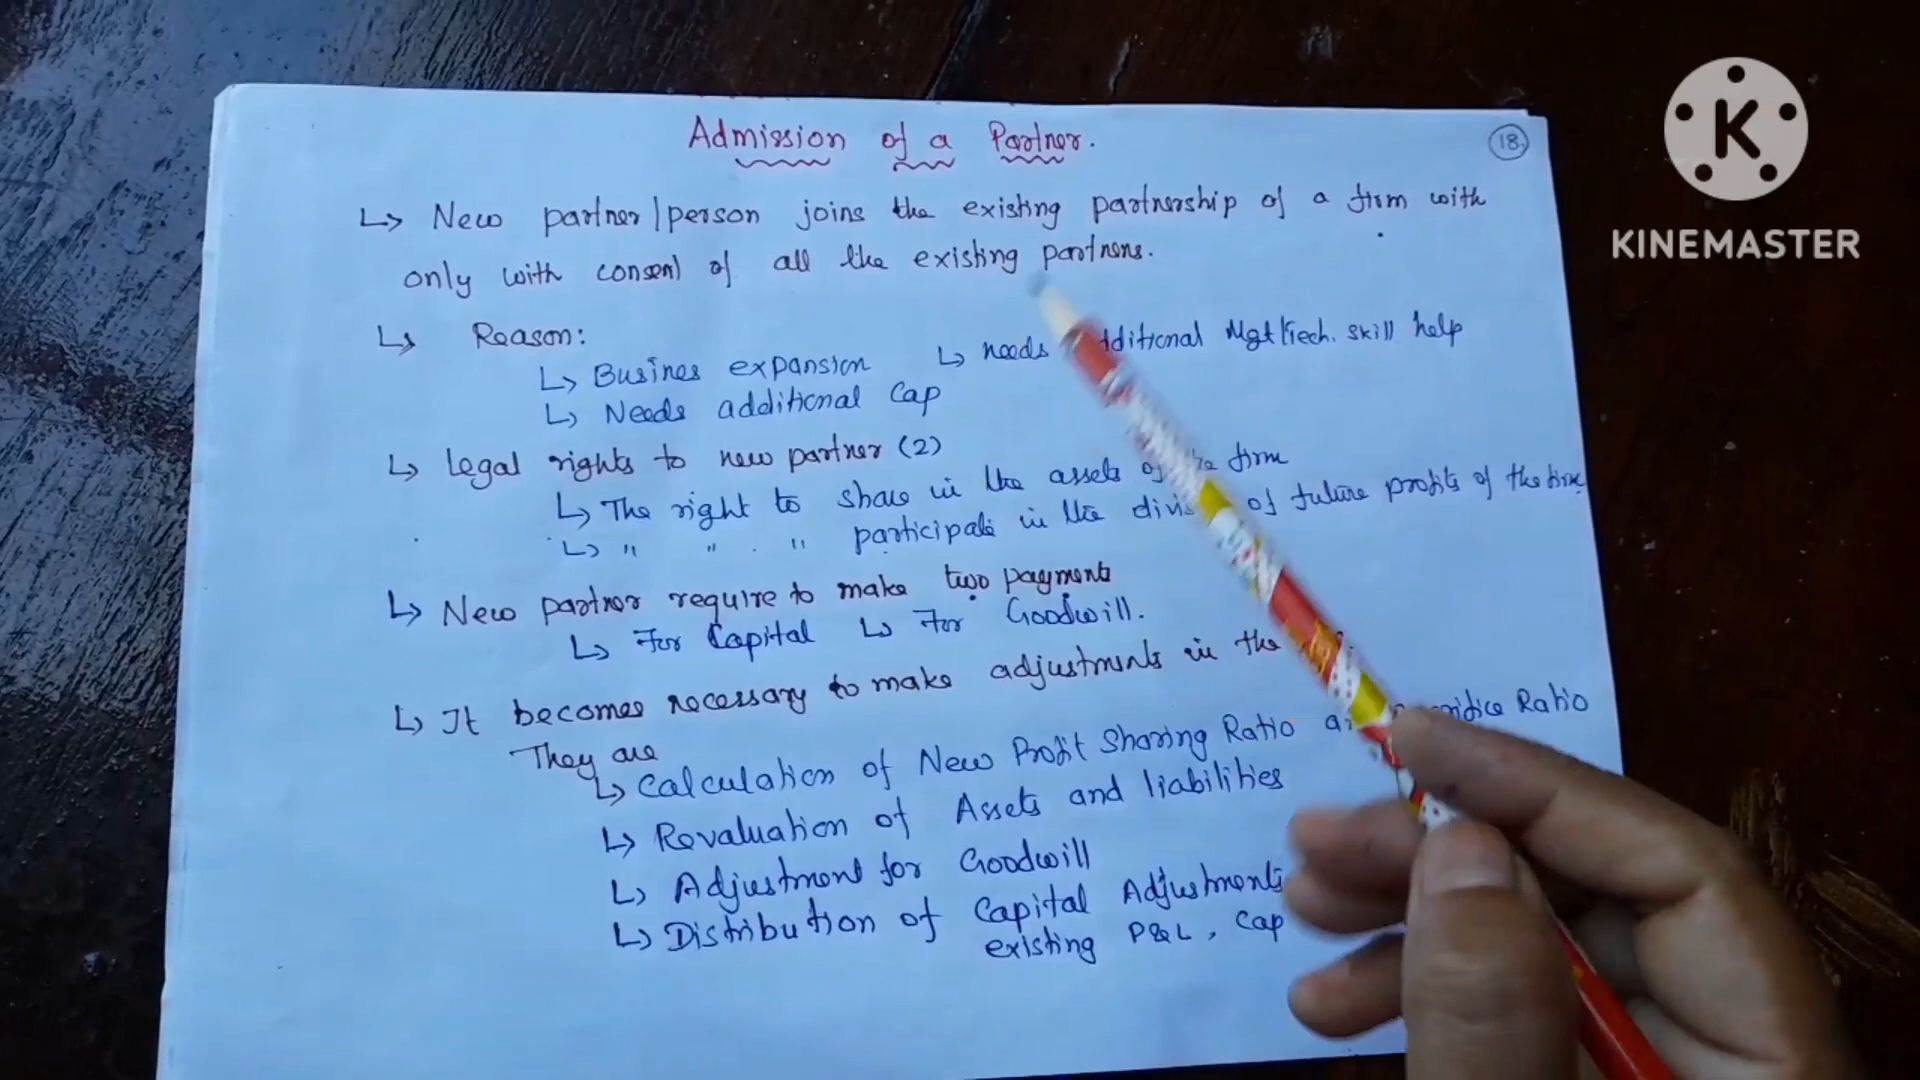 Admission of a Partner.
18.
↳ New partner/person joins the existing partnership of a firm with
only with consent of all the existing partners.
↳ Reason:
↳ Busines expansion ↳ needs additional Mgt/Tech. skill help
↳ Needs additional Cap
↳ Legal rights to new partner (2)
↳ The right to share in the assets of the firm
↳ " " " participate in the divis of future profits of the firm
↳ New partner require to make two payments
↳ For Capital ↳ For Goodwill.
↳ It becomes necessary to make adjustments in the
They are
↳ Calculation of New Profit Sharing Ratio Ratio
↳ Revaluation of Assets and liabilities
↳ Adjustment for Goodwill
↳ Distribution of Capital Adjustments
existing P&L, Cap
K
KINEMASTER